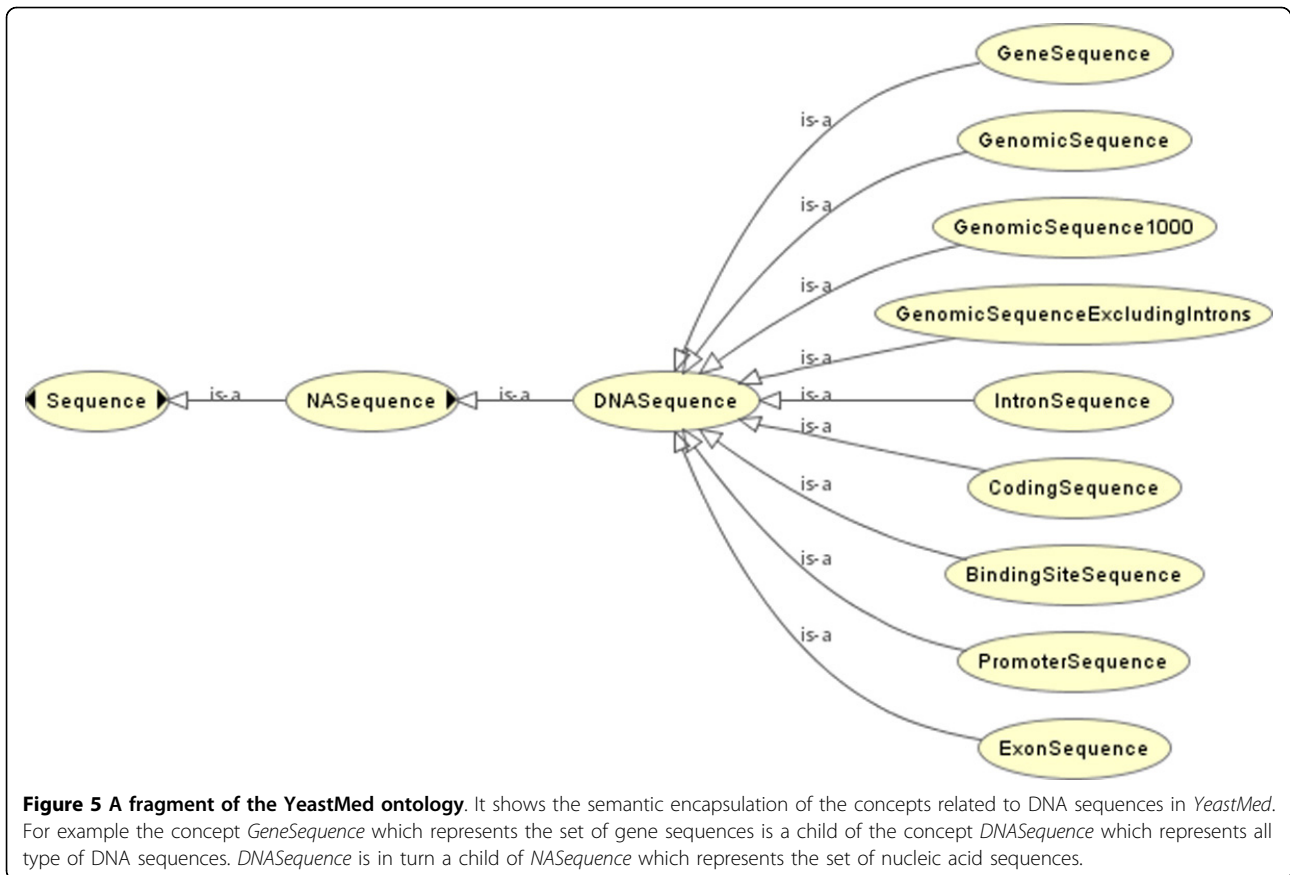 GeneSequence
is-a
GenomicSequence
is-a
GenomicSequence1000
is-a
GenomicSequenceExcludingIntrons
is-a
Sequence
is-a
NASequence
is-a
DNASequence
is-a
IntronSequence
is-a
CodingSequence
is-a
BindingSiteSequence
is-a
PromoterSequence
is-a
ExonSequence
Figure 5 A fragment of the YeastMed ontology. It shows the semantic encapsulation of the concepts related to DNA sequences in YeastMed.
For example the concept GeneSequence which represents the set of gene sequences is a child of the concept DNASequence which represents all
type of DNA sequences. DNASequence is in turn a child of NASequence which represents the set of nucleic acid sequences.